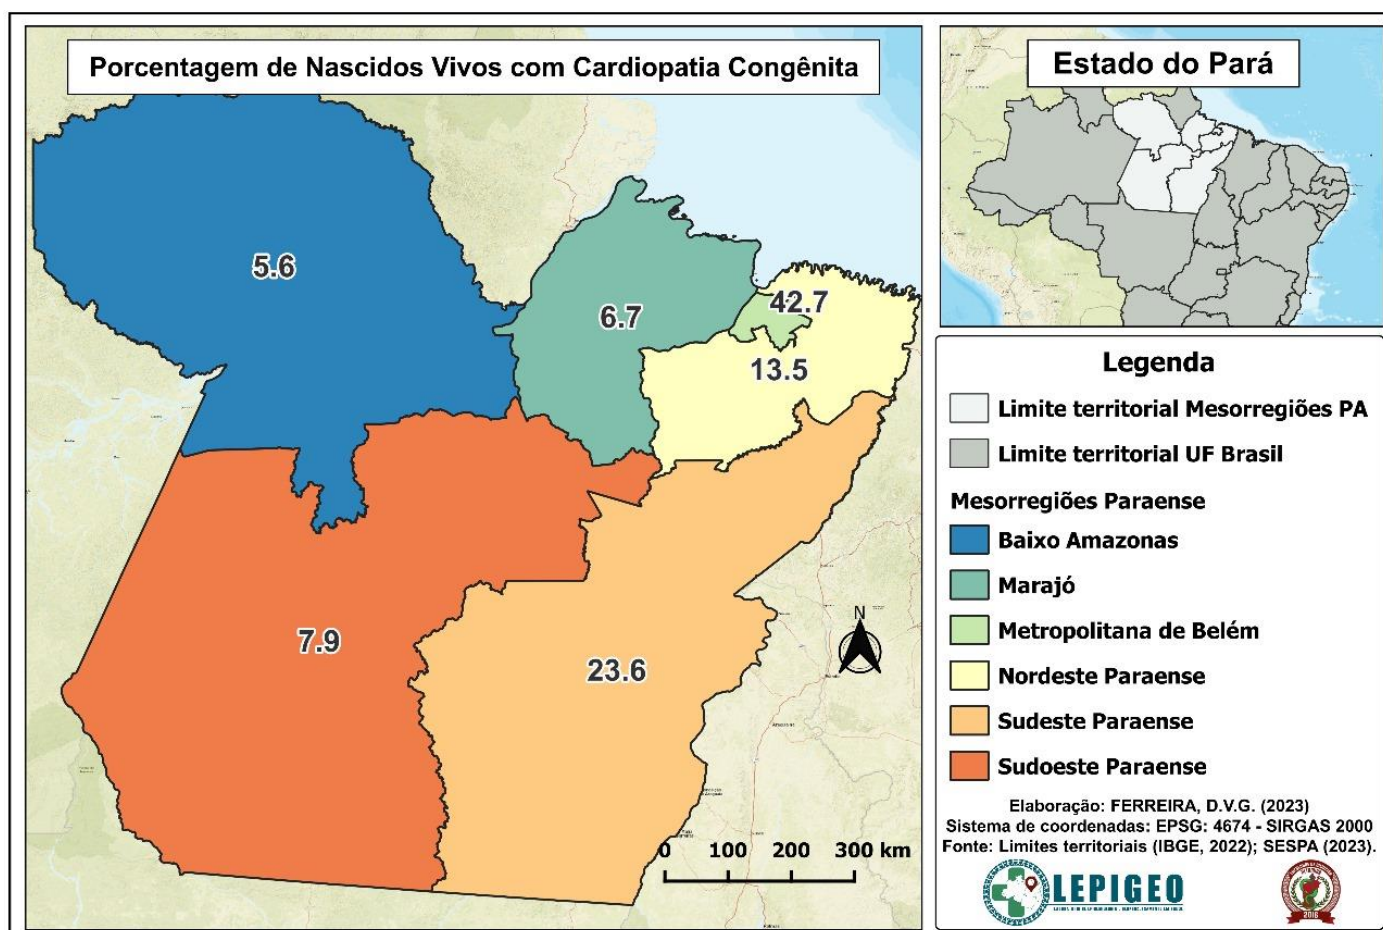 Porcentagem de Nascidos Vivos com Cardiopatia Congênita
5.6
6.7
42.7
13.5
7.9
23.6
N
0 100 200 300 km
Estado do Pará
Legenda
Limite territorial Mesorregiões PA
Limite territorial UF Brasil
Mesorregiões Paraense
Baixo Amazonas
Marajó
Metropolitana de Belém
Nordeste Paraense
Sudeste Paraense
Sudoeste Paraense
Elaboração: FERREIRA, D.V.G. (2023)
Sistema de coordenadas: EPSG: 4674 - SIRGAS 2000
Fonte: Limites territoriais (IBGE, 2022); SESPA (2023).
LEPIGEO
2016